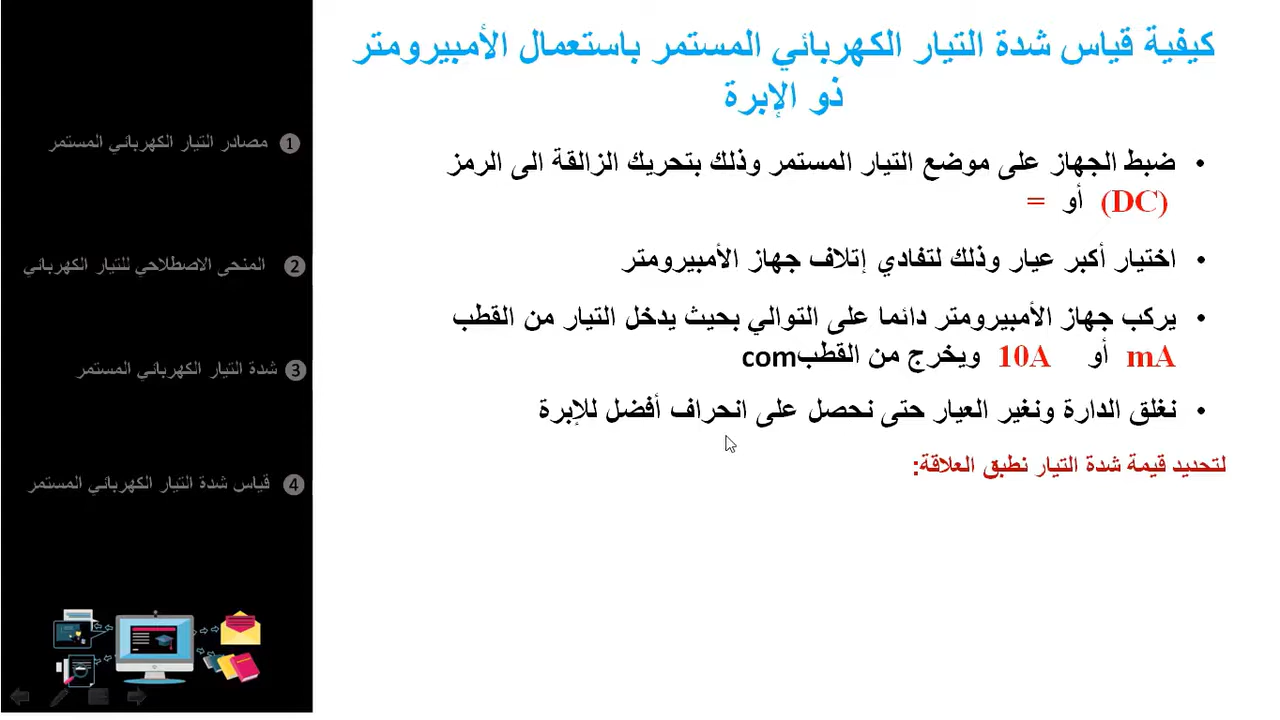 كيفية قياس شدة التيار الكهربائي المستمر باستعمال الأمبيرومتر
ذو الإبرة
• ضبط الجهاز على موضع التيار المستمر وذلك بتحريك الزالقة الى الرمز
(DC) أو =
• اختيار أكبر عيار وذلك لتفادي إتلاف جهاز الأمبيرومتر
• يركب جهاز الأمبيرومتر دائما على التوالي بحيث يدخل التيار من القطب
mA أو 10A ويخرج من القطبcom
• نغلق الدارة ونغير العيار حتى نحصل على انحراف أفضل للإبرة
لتحديد قيمة شدة التيار نطبق العلاقة:
1 مصادر التيار الكهربائي المستمر
2 المنحى الاصطلاحي للتيار الكهربائي
3 شدة التيار الكهربائي المستمر
4 قياس شدة التيار الكهربائي المستمر